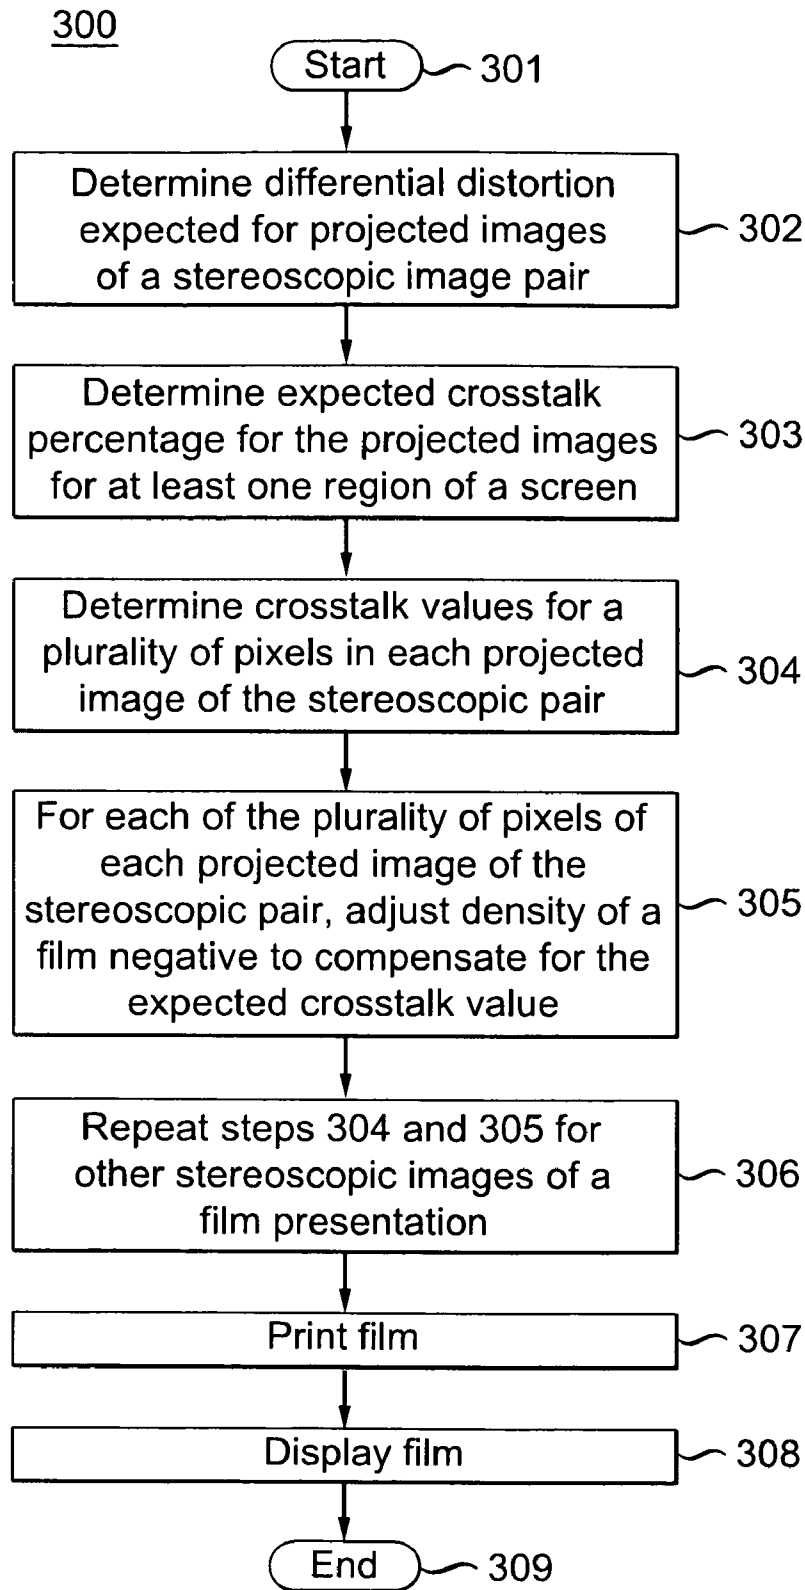 300
Start
301
Determine differential distortion
expected for projected images
of a stereoscopic image pair
302
Determine expected crosstalk
percentage for the projected images
for at least one region of a screen
303
Determine crosstalk values for a
plurality of pixels in each projected
image of the stereoscopic pair
304
For each of the plurality of pixels of
each projected image of the
stereoscopic pair, adjust density of a
film negative to compensate for the
expected crosstalk value
305
Repeat steps 304 and 305 for
other stereoscopic images of a
film presentation
306
Print film
307
Display film
308
End
309